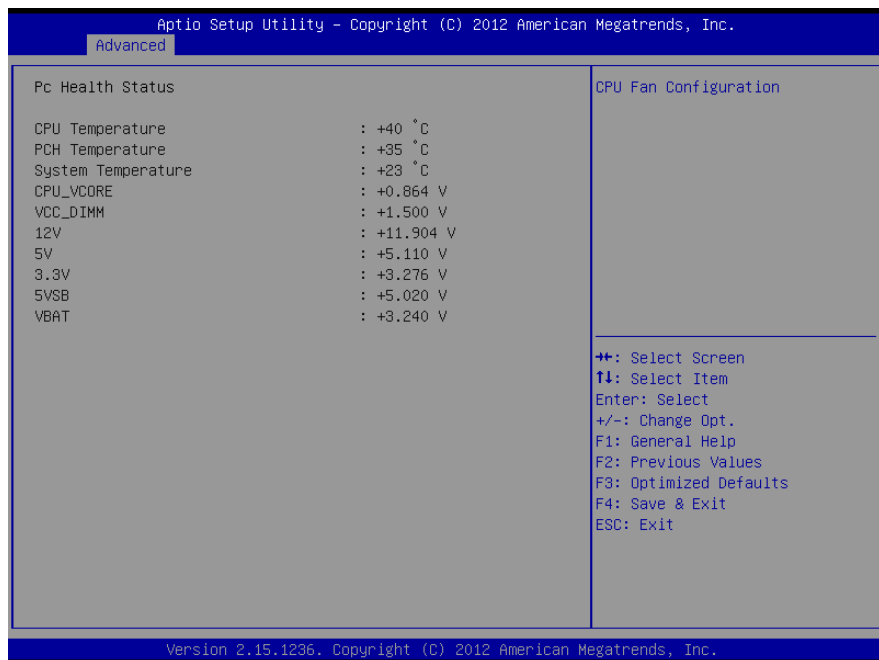 Aptio Setup Utility – Copyright (C) 2012 American Megatrends, Inc.
Advanced
Pc Health Status
CPU Temperature : +40 °C
PCH Temperature : +35 °C
System Temperature : +23 °C
CPU_VCORE : +0.864 V
VCC_DIMM : +1.500 V
12V : +11.904 V
5V : +5.110 V
3.3V : +3.276 V
5VSB : +5.020 V
VBAT : +3.240 V
CPU Fan Configuration
→←: Select Screen
↑↓: Select Item
Enter: Select
+/-: Change Opt.
F1: General Help
F2: Previous Values
F3: Optimized Defaults
F4: Save & Exit
ESC: Exit
Version 2.15.1236. Copyright (C) 2012 American Megatrends, Inc.